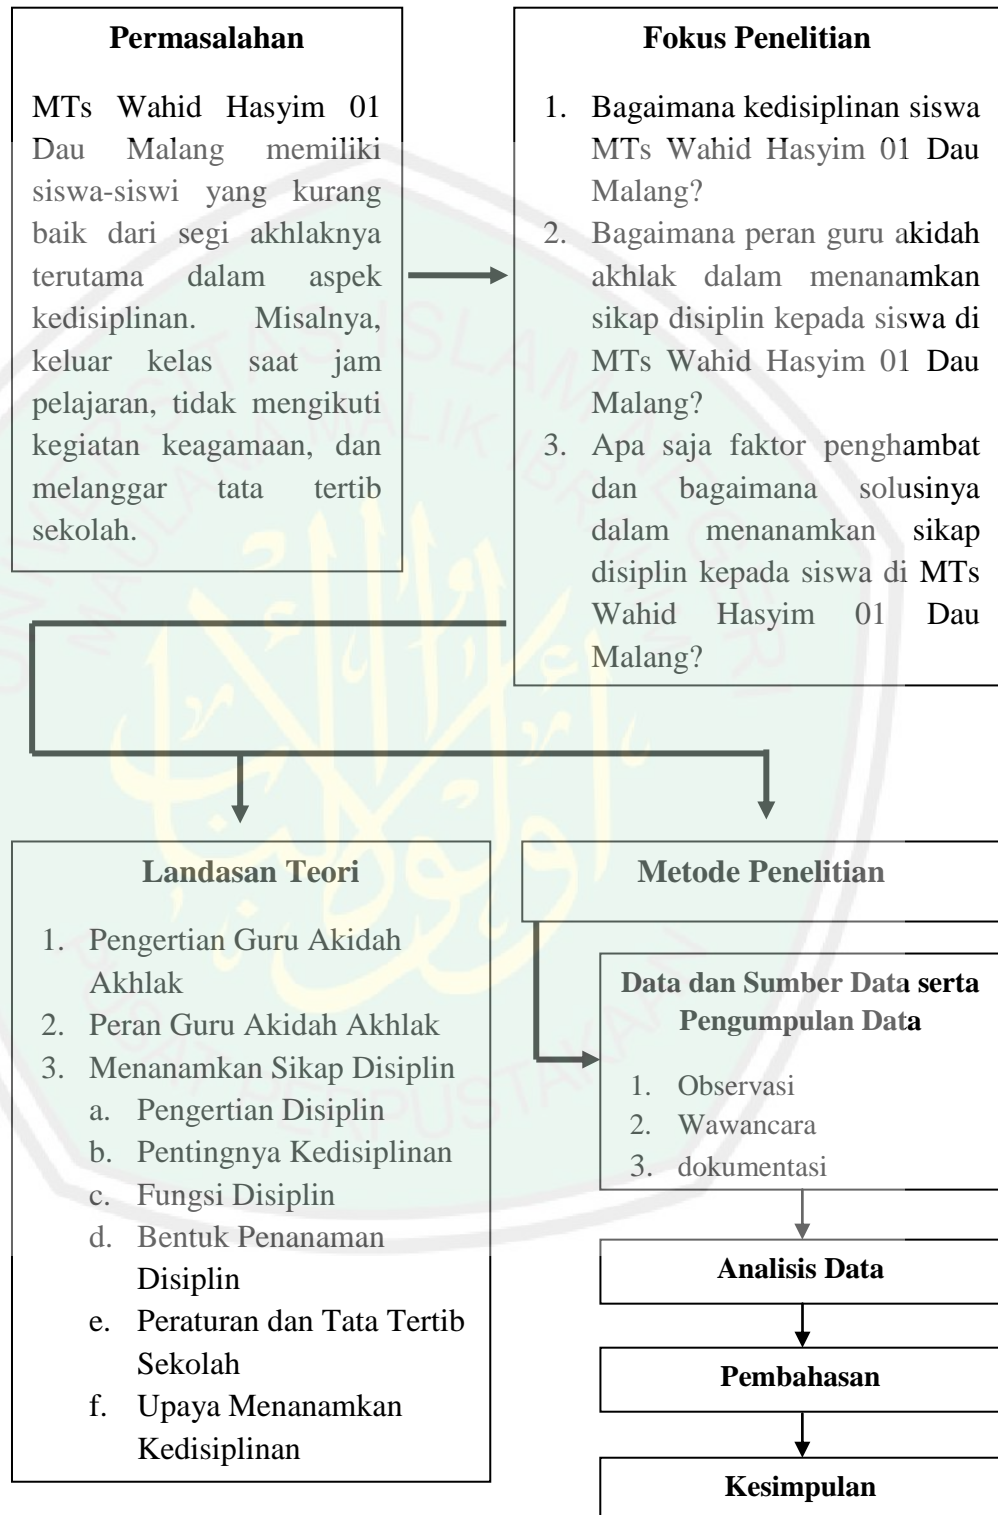 Permasalahan
MTs Wahid Hasyim 01
Dau Malang memiliki
siswa-siswi yang kurang
baik dari segi akhlaknya
terutama dalam aspek
kedisiplinan. Misalnya,
keluar kelas saat jam
pelajaran, tidak mengikuti
kegiatan keagamaan, dan
melanggar tata tertib
sekolah.
Fokus Penelitian
1. Bagaimana kedisiplinan siswa
MTs Wahid Hasyim 01 Dau
Malang?
2. Bagaimana peran guru akidah
akhlak dalam menanamkan
sikap disiplin kepada siswa di
MTs Wahid Hasyim 01 Dau
Malang?
3. Apa saja faktor penghambat
dan bagaimana solusinya
dalam menanamkan sikap
disiplin kepada siswa di MTs
Wahid Hasyim 01 Dau
Malang?
Landasan Teori
1. Pengertian Guru Akidah
Akhlak
2. Peran Guru Akidah Akhlak
3. Menanamkan Sikap Disiplin
a. Pengertian Disiplin
b. Pentingnya Kedisiplinan
c. Fungsi Disiplin
d. Bentuk Penanaman
Disiplin
e. Peraturan dan Tata Tertib
Sekolah
f. Upaya Menanamkan
Kedisiplinan
Metode Penelitian
Data dan Sumber Data serta
Pengumpulan Data
1. Observasi
2. Wawancara
3. dokumentasi
Analisis Data
Pembahasan
Kesimpulan
PUSAT PERPUSTAKAAN